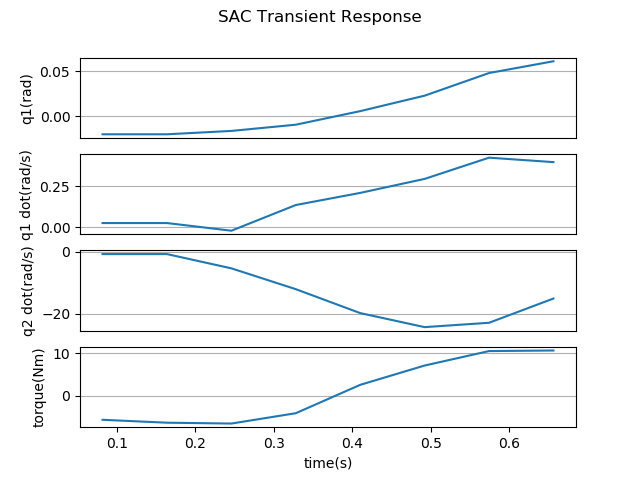 SAC Transient Response
q1(rad)
0.05
0.00
q1 dot(rad/s)
0.25
0.00
q2 dot(rad/s)
0
−20
torque(Nm)
10
0
0.1 0.2 0.3 0.4 0.5 0.6
time(s)